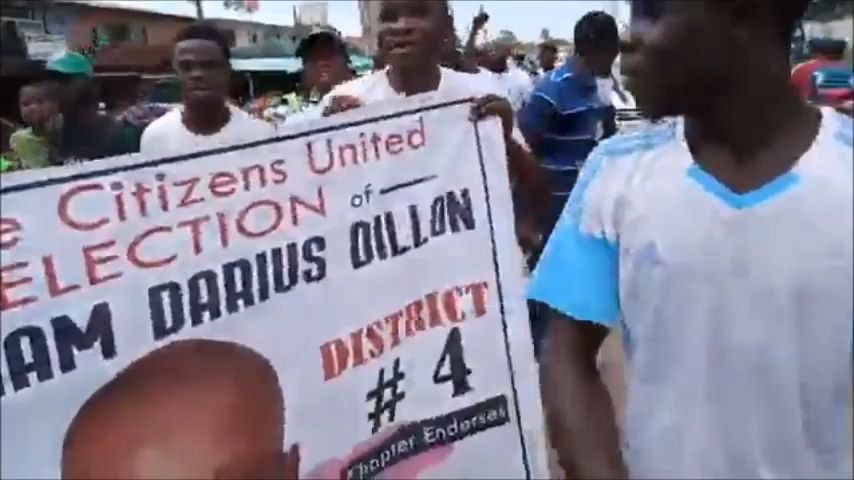 Citizens United
ELECTION of
AM DARIUS DILLON
DISTRICT
# 4
Chapter Endorses